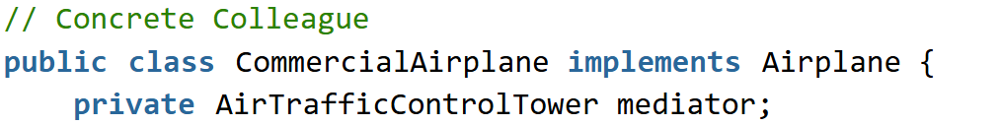 // Concrete Colleague
public class CommercialAirplane implements Airplane {
    private AirTrafficControlTower mediator;